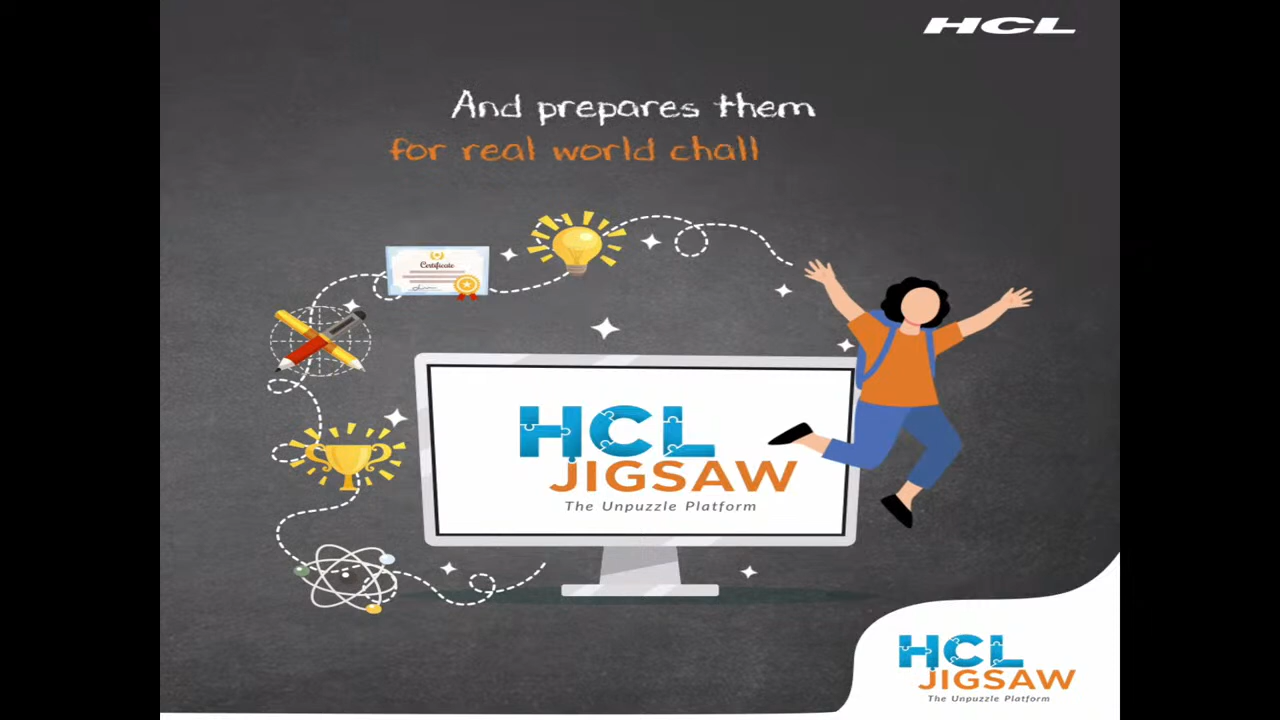 HCL
And prepares them
for real world chall
Certificate
HCL
JIGSAW
The Unpuzzle Platform
HCL
JIGSAW
The Unpuzzle Platform